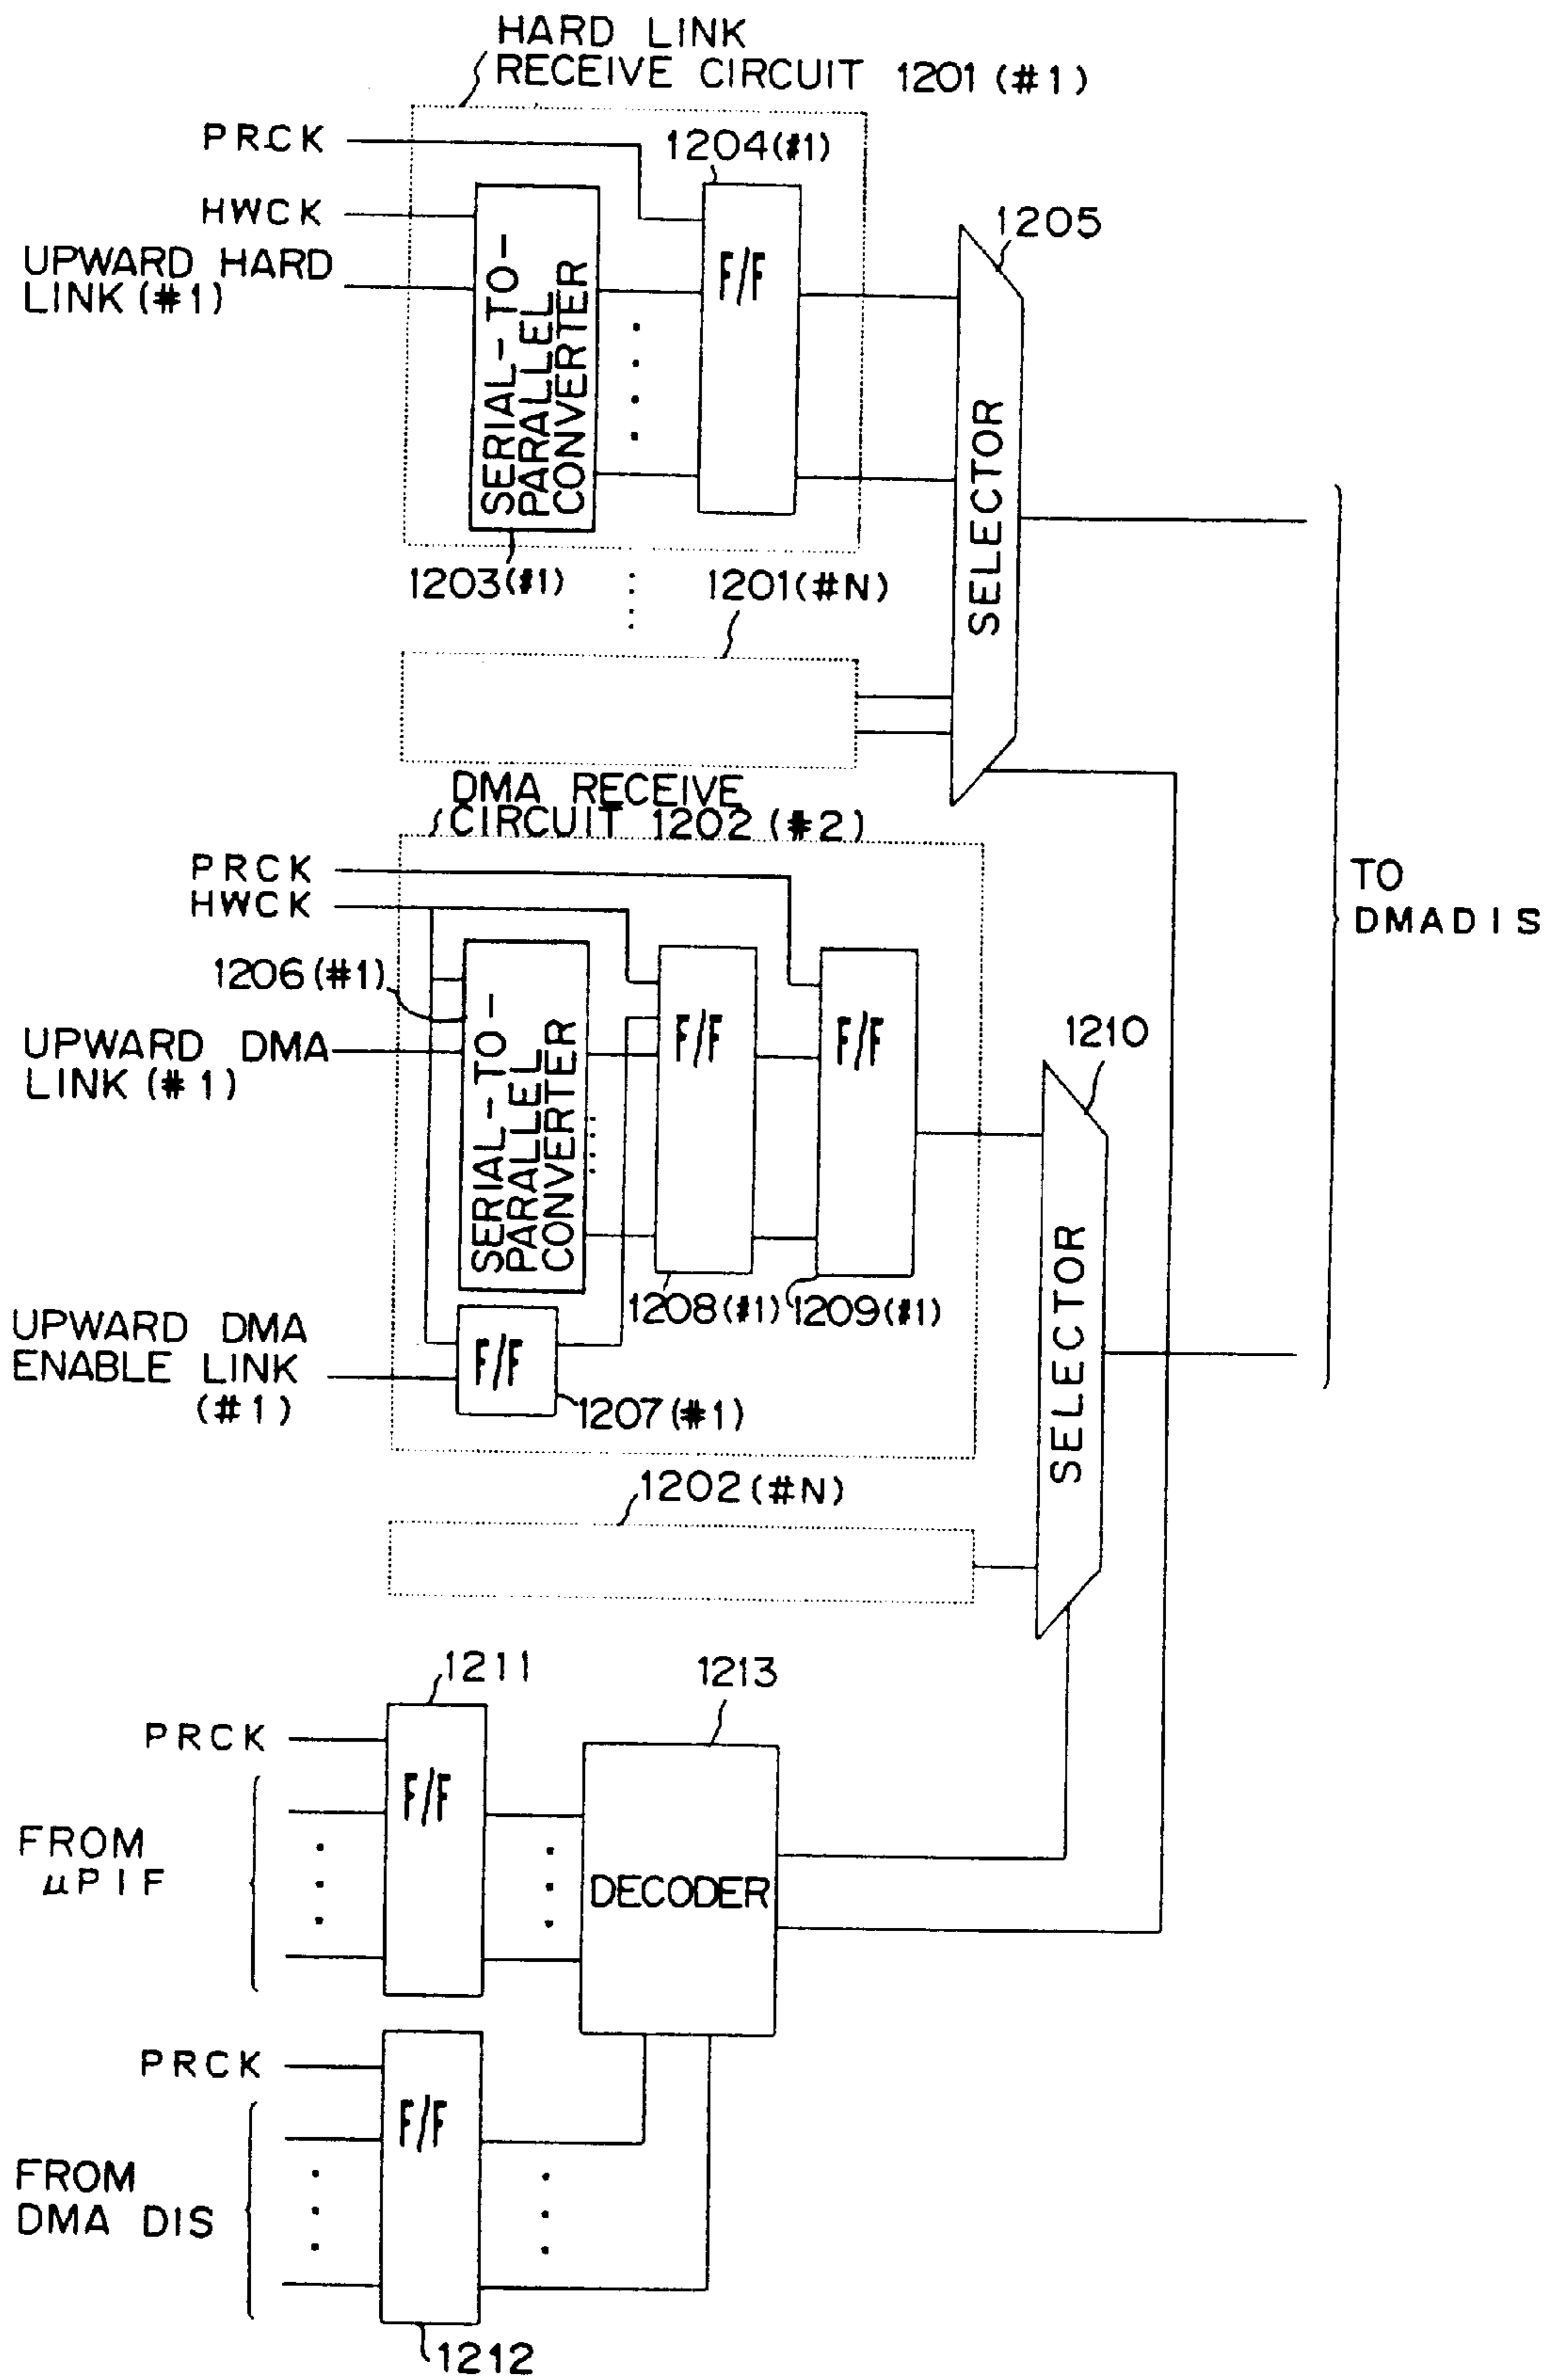 HARD LINK
RECEIVE CIRCUIT 1201 (#1)
PRCK
1204(#1)
HWCK
1205
UPWARD HARD
LINK(#1)
F/F
SERIAL-TO-
PARALLEL
CONVERTER
SELECTOR
1203(#1)
1201(#N)
DMA RECEIVE
CIRCUIT 1202 (#2)
PRCK
HWCK
TO
DMADIS
1206(#1)
F/F
F/F
1210
UPWARD DMA
LINK(#1)
SERIAL-TO-
PARALLEL
CONVERTER
SELECTOR
1208(#1)
1209(#1)
UPWARD DMA
ENABLE LINK
(#1)
F/F
1207(#1)
1202(#N)
1211
1213
PRCK
F/F
FROM
μPIF
DECODER
PRCK
F/F
FROM
DMA DIS
1212